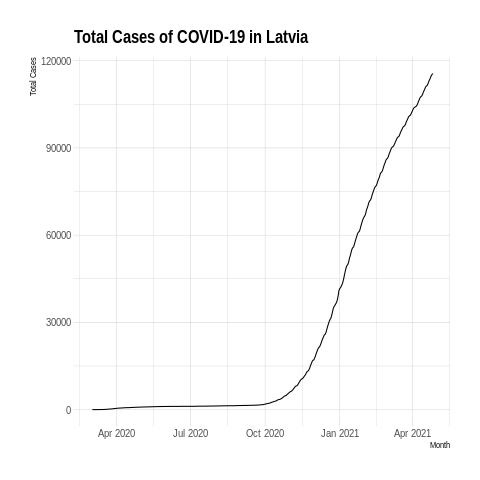 Total Cases of COVID-19 in Latvia
Total Cases
120000
90000
60000
30000
0
Apr 2020 Jul 2020 Oct 2020 Jan 2021 Apr 2021
Month